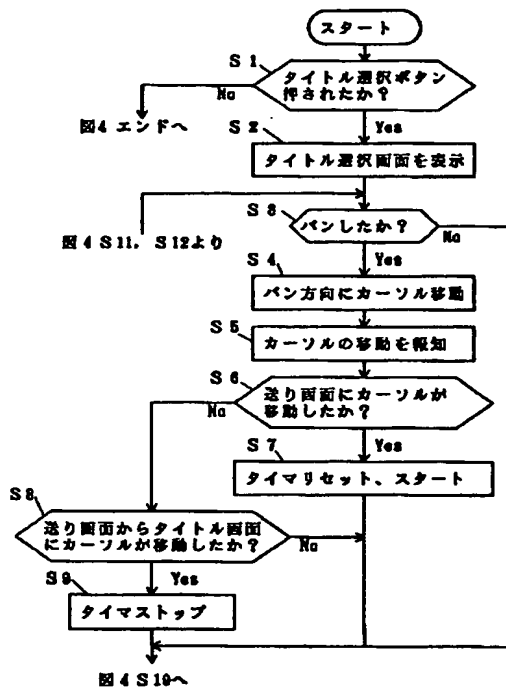 スタート
S1
タイトル選択ボタン
押されたか?
No
Yes
図4 エンドへ
S2
タイトル選択画面を表示
S3
パンしたか?
No
図4 S11, S12より
Yes
S4
パン方向にカーソル移動
S5
カーソルの移動を報知
S6
送り画面にカーソルが
移動したか?
No
Yes
S7
タイマリセット、スタート
S8
送り画面からタイトル画面
にカーソルが移動したか?
No
S9
Yes
タイマストップ
図4 S10へ